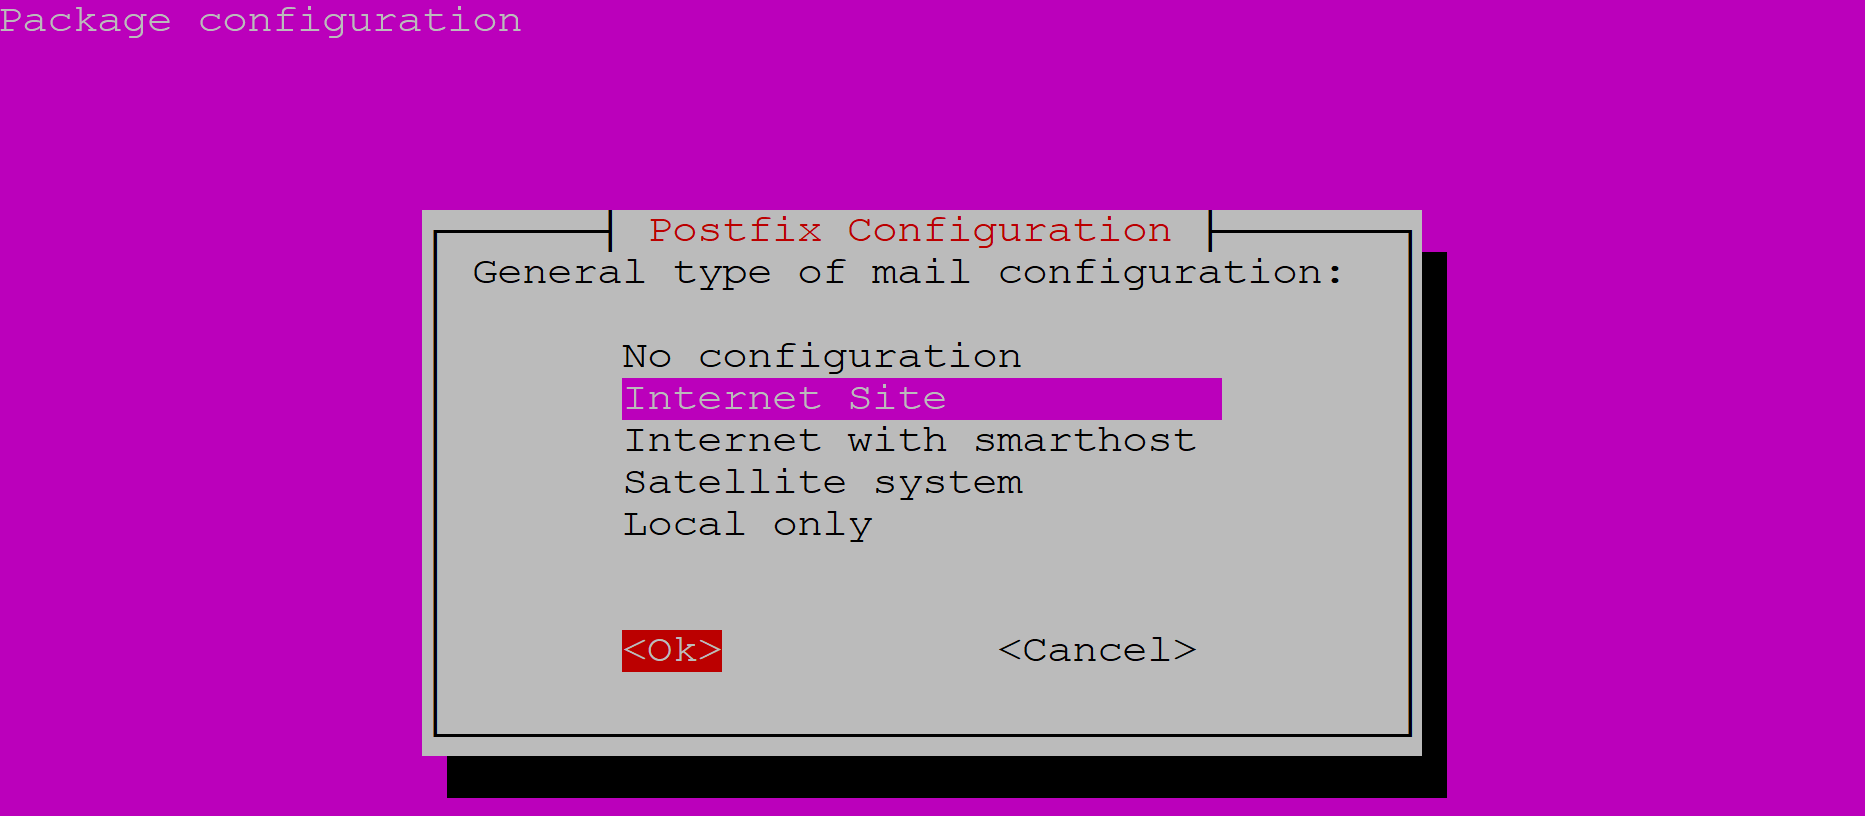 Package configuration
Postfix Configuration
General type of mail configuration:
No configuration
Internet Site
Internet with smarthost
Satellite system
Local only
<Ok> <Cancel>